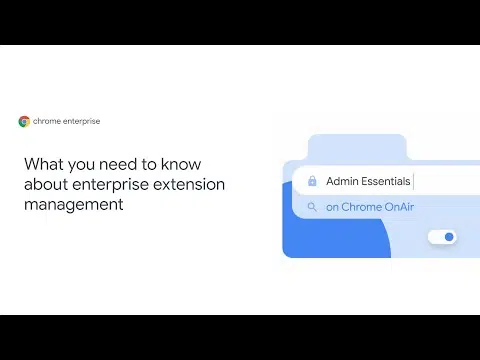 chrome enterprise
What you need to know
about enterprise extension
management
Admin Essentials
on Chrome OnAir